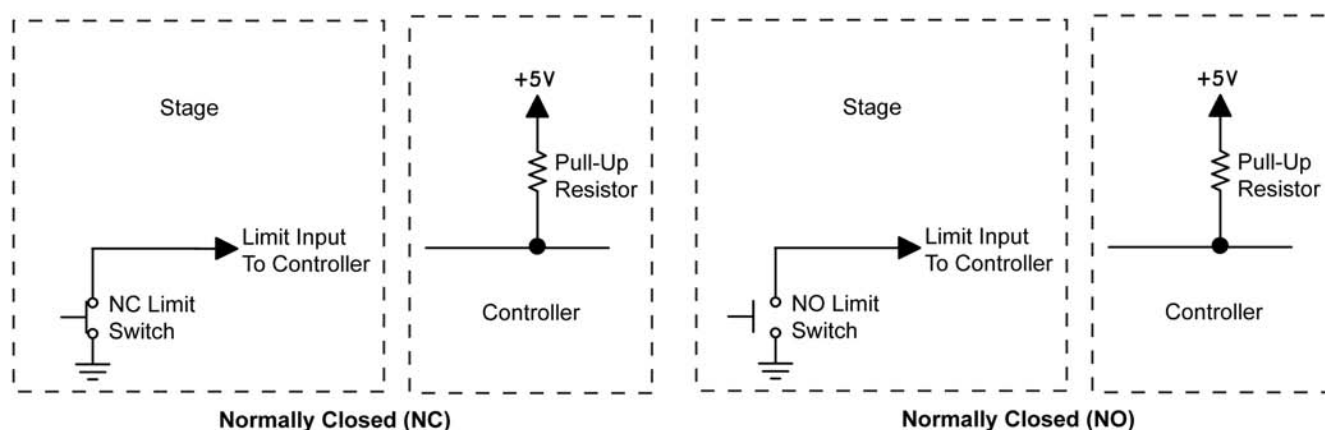 Stage
+5V
Pull-Up
Resistor
Limit Input
To Controller
NC Limit
Switch
Controller
Normally Closed (NC)
Stage
+5V
Pull-Up
Resistor
Limit Input
To Controller
NO Limit
Switch
Controller
Normally Closed (NO)